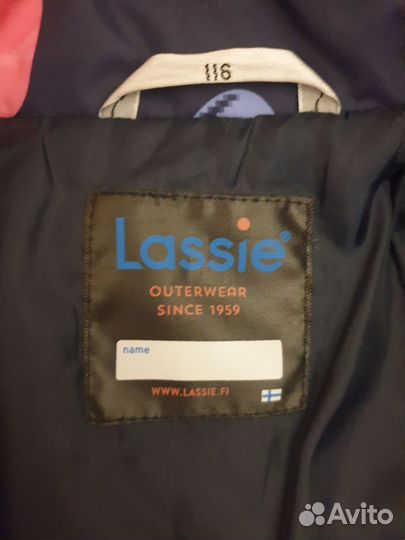 116
Lassie®
OUTERWEAR
SINCE 1959
name
WWW.LASSIE.FI
Avito